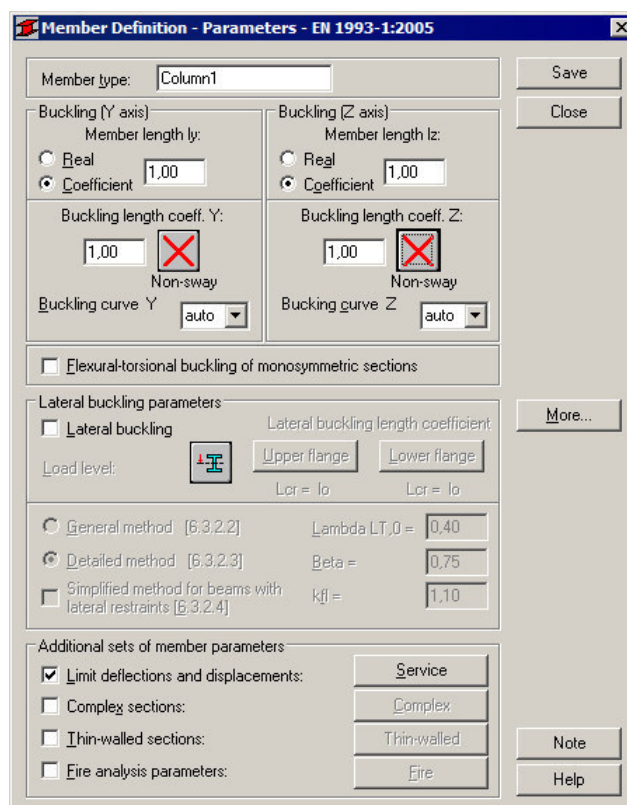 Member Definition - Parameters - EN 1993-1:2005
Member type: Column1
Save
Close
Buckling (Y axis)
Member length ly:
Real
Coefficient
1,00
Buckling (Z axis)
Member length lz:
Real
Coefficient
1,00
Buckling length coeff. Y:
1,00
Non-sway
Buckling curve Y auto
Buckling length coeff. Z:
1,00
Non-sway
Bucking curve Z auto
Flexural-torsional buckling of monosymmetric sections
Lateral buckling parameters
More...
Lateral buckling
Lateral buckling length coefficient
Load level:
Upper flange
Lower flange
Lcr = lo
Lcr = lo
General method [6.3.2.2]
Lambda LT,0 = 0,40
Detailed method [6.3.2.3]
Beta = 0,75
Simplified method for beams with
lateral restraints [6.3.2.4]
kfl = 1,10
Additional sets of member parameters
Limit deflections and displacements: Service
Complex sections: Complex
Thin-walled sections: Thin-walled
Fire analysis parameters: Fire
Note
Help